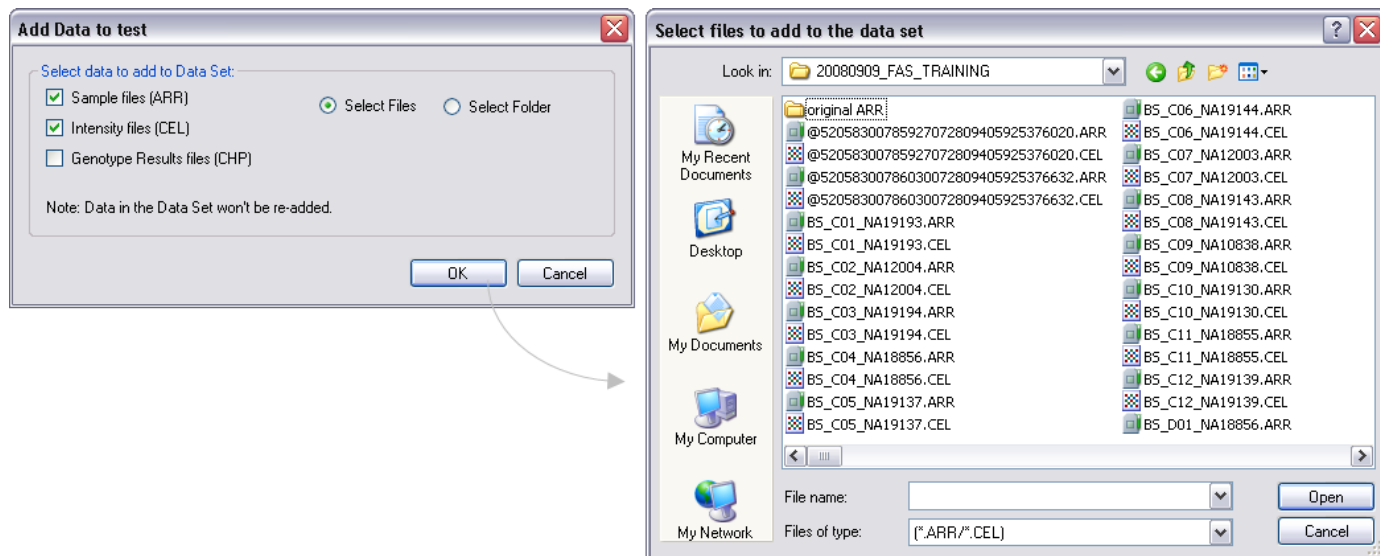 Add Data to test
Select data to add to Data Set:
Sample files (ARR)
Select Files
Select Folder
Intensity files (CEL)
Genotype Results files (CHP)
Note: Data in the Data Set won't be re-added.
OK
Cancel
Select files to add to the data set
Look in:
20080909_FAS_TRAINING
My Recent
Documents
Desktop
My Documents
My Computer
My Network
original ARR
@52058300785927072809405925376020.ARR
@52058300785927072809405925376020.CEL
@52058300786030072809405925376632.ARR
@52058300786030072809405925376632.CEL
BS_C01_NA19193.ARR
BS_C01_NA19193.CEL
BS_C02_NA12004.ARR
BS_C02_NA12004.CEL
BS_C03_NA19194.ARR
BS_C03_NA19194.CEL
BS_C04_NA18856.ARR
BS_C04_NA18856.CEL
BS_C05_NA19137.ARR
BS_C05_NA19137.CEL
BS_C06_NA19144.ARR
BS_C06_NA19144.CEL
BS_C07_NA12003.ARR
BS_C07_NA12003.CEL
BS_C08_NA19143.ARR
BS_C08_NA19143.CEL
BS_C09_NA10838.ARR
BS_C09_NA10838.CEL
BS_C10_NA19130.ARR
BS_C10_NA19130.CEL
BS_C11_NA18855.ARR
BS_C11_NA18855.CEL
BS_C12_NA19139.ARR
BS_C12_NA19139.CEL
BS_D01_NA18856.ARR
File name:
Open
Files of type:
(*.ARR/*.CEL)
Cancel